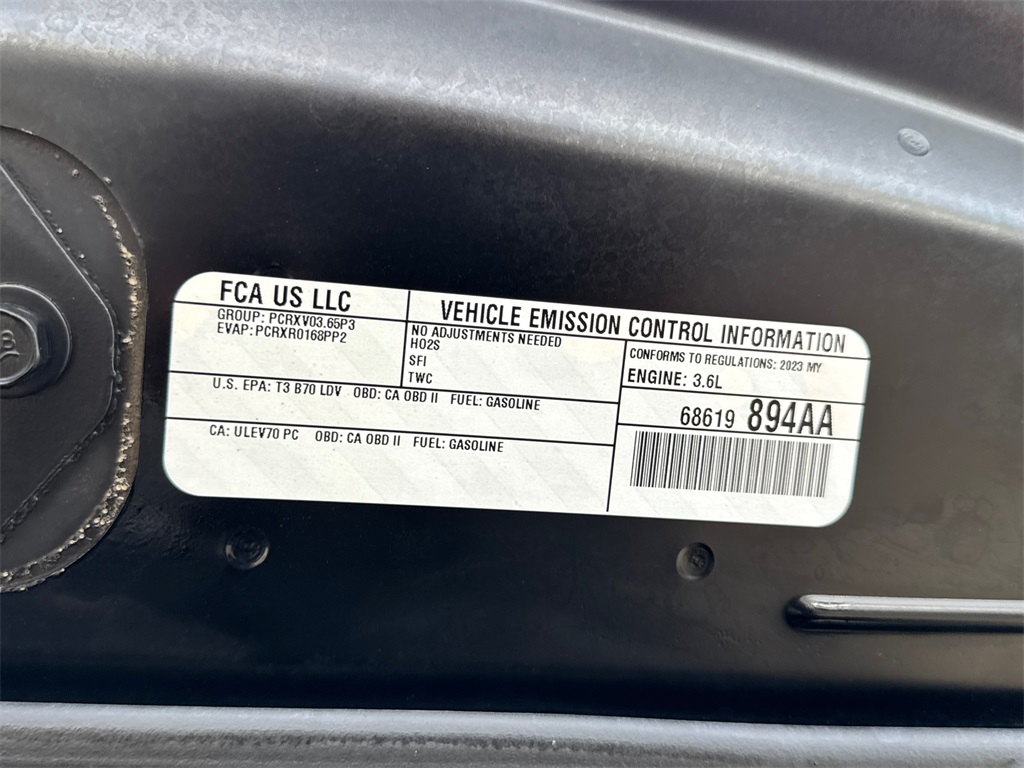 FCA US LLC
GROUP: PCRXV03.65P3
EVAP: PCRXR0168PP2
VEHICLE EMISSION CONTROL INFORMATION
NO ADJUSTMENTS NEEDED
HO2S
SFI
TWC
CONFORMS TO REGULATIONS: 2023 MY
ENGINE: 3.6L
U.S. EPA: T3 B70 LDV OBD: CA OBD II FUEL: GASOLINE
CA: ULEV70 PC OBD: CA OBD II FUEL: GASOLINE
68619 894AA